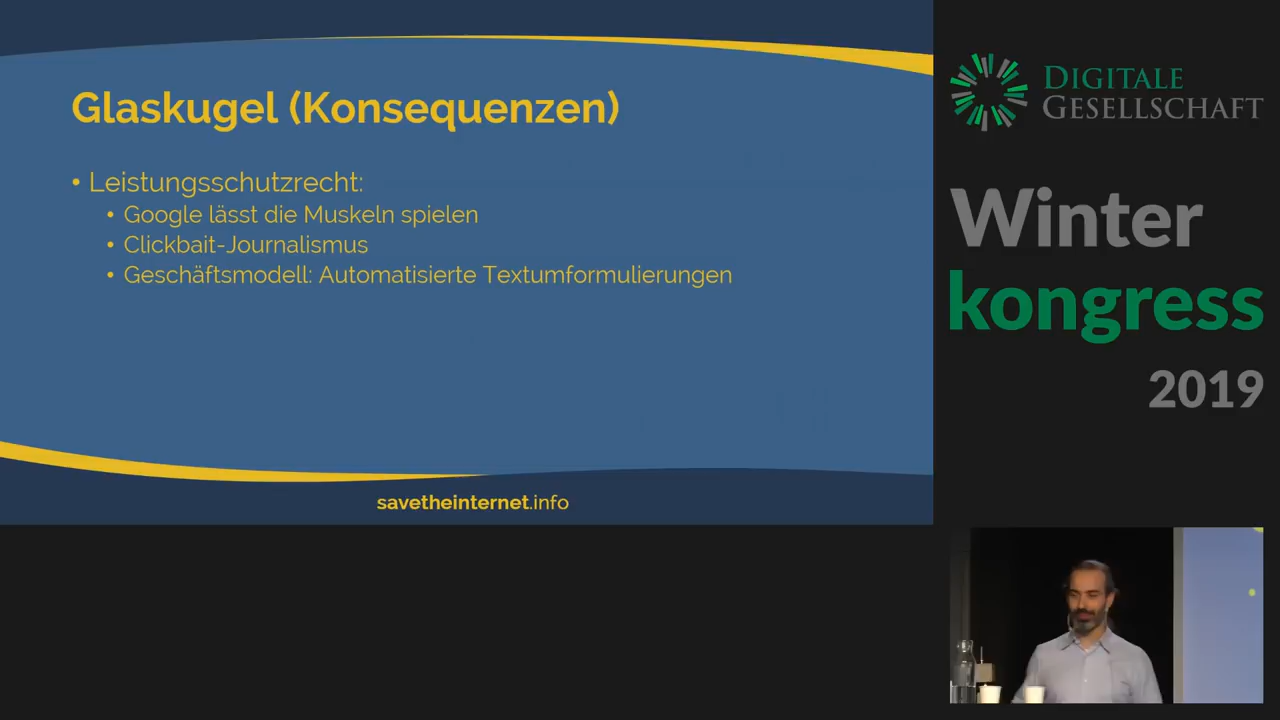 Glaskugel (Konsequenzen)
• Leistungsschutzrecht:
• Google lässt die Muskeln spielen
• Clickbait-Journalismus
• Geschäftsmodell: Automatisierte Textumformulierungen
savetheinternet.info
DIGITALE
GESELLSCHAFT
Winter
kongress
2019